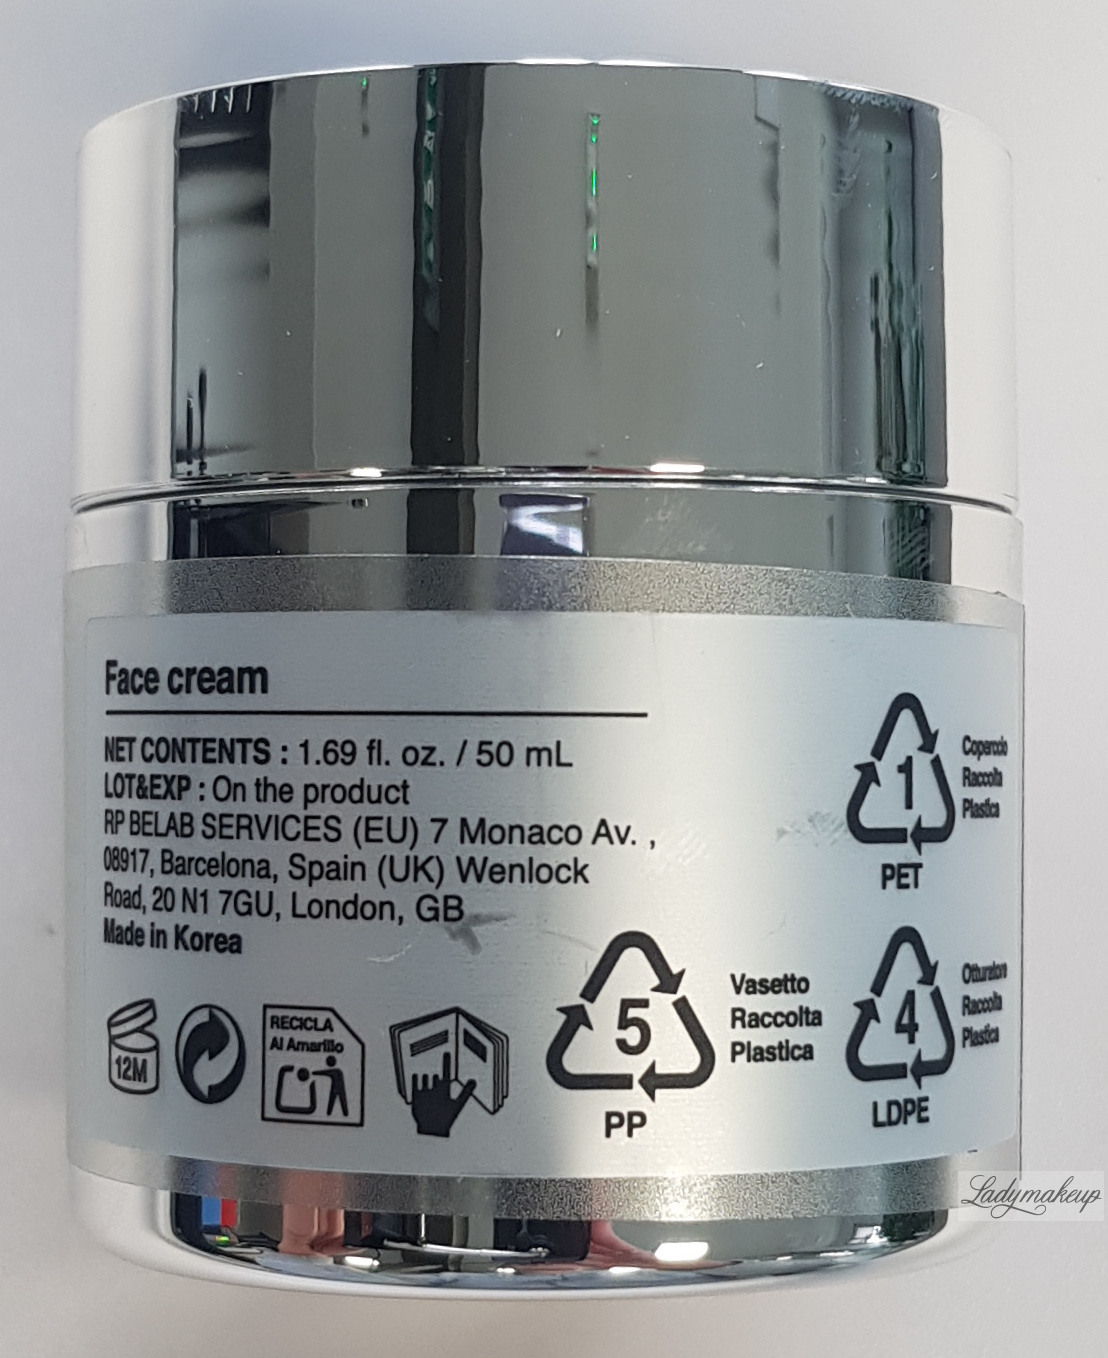 Face cream
NET CONTENTS : 1.69 fl. oz. / 50 mL
LOT&EXP : On the product
RP BELAB SERVICES (EU) 7 Monaco Av. ,
08917, Barcelona, Spain (UK) Wenlock
Road, 20 N1 7GU, London, GB
Made in Korea
12M
RECICLA
Al Amarillo
5
PP
Vasetto
Raccolta
Plastica
1
PET
Coperchio
Raccolta
Plastica
4
LDPE
Otturatore
Raccolta
Plastica
Ladymakeup